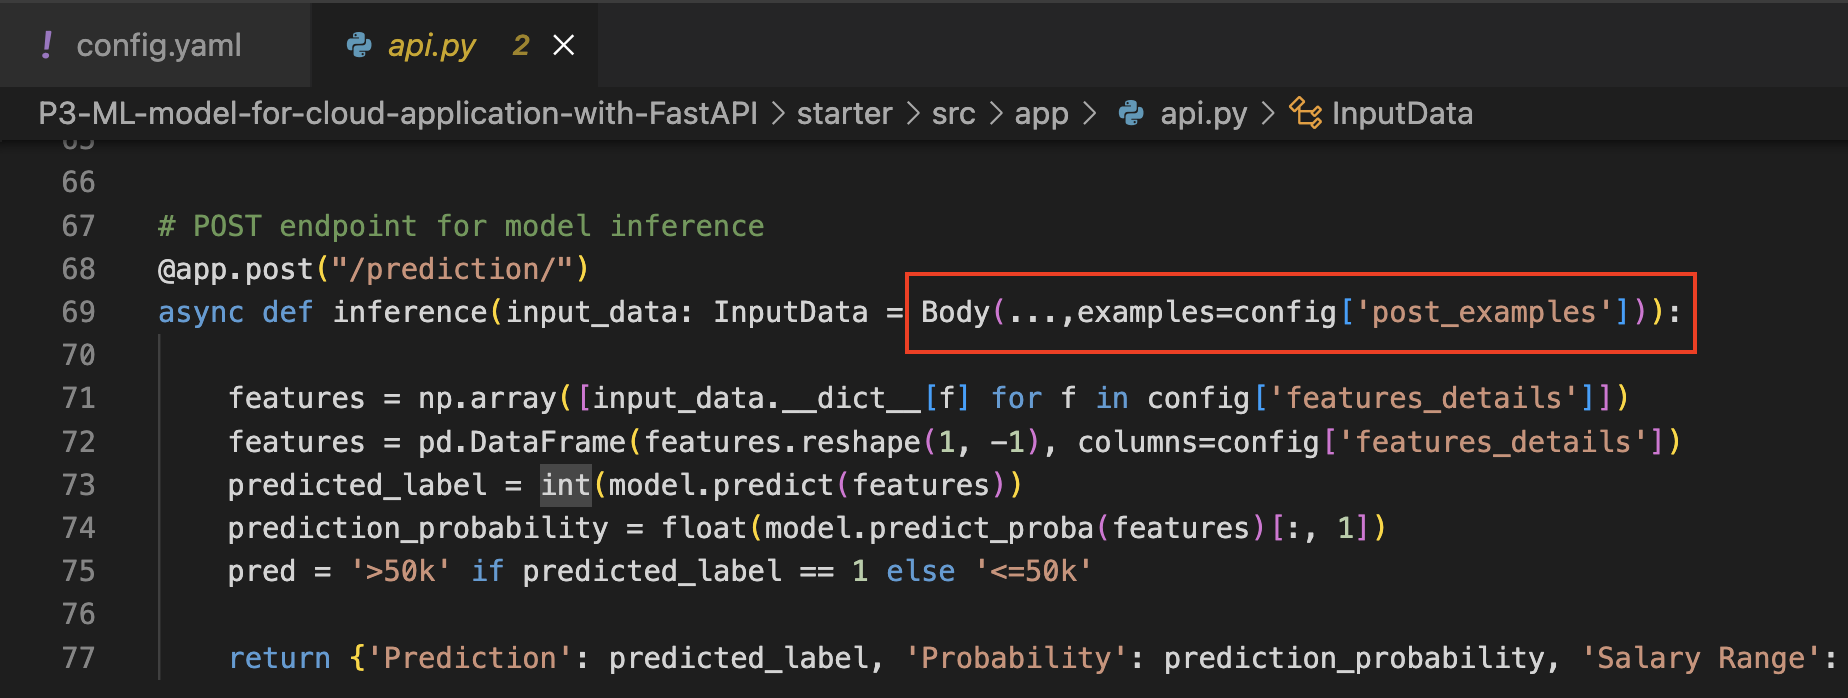 ! config.yaml api.py 2 ×
P3-ML-model-for-cloud-application-with-FastAPI > starter > src > app > api.py > InputData
65
66
67 # POST endpoint for model inference
68 @app.post("/prediction/")
69 async def inference(input_data: InputData = Body(...,examples=config['post_examples'])):
70
71 features = np.array([input_data.__dict__[f] for f in config['features_details']])
72 features = pd.DataFrame(features.reshape(1, -1), columns=config['features_details'])
73 predicted_label = int(model.predict(features))
74 prediction_probability = float(model.predict_proba(features)[:, 1])
75 pred = '>50k' if predicted_label == 1 else '<=50k'
76
77 return {'Prediction': predicted_label, 'Probability': prediction_probability, 'Salary Range':